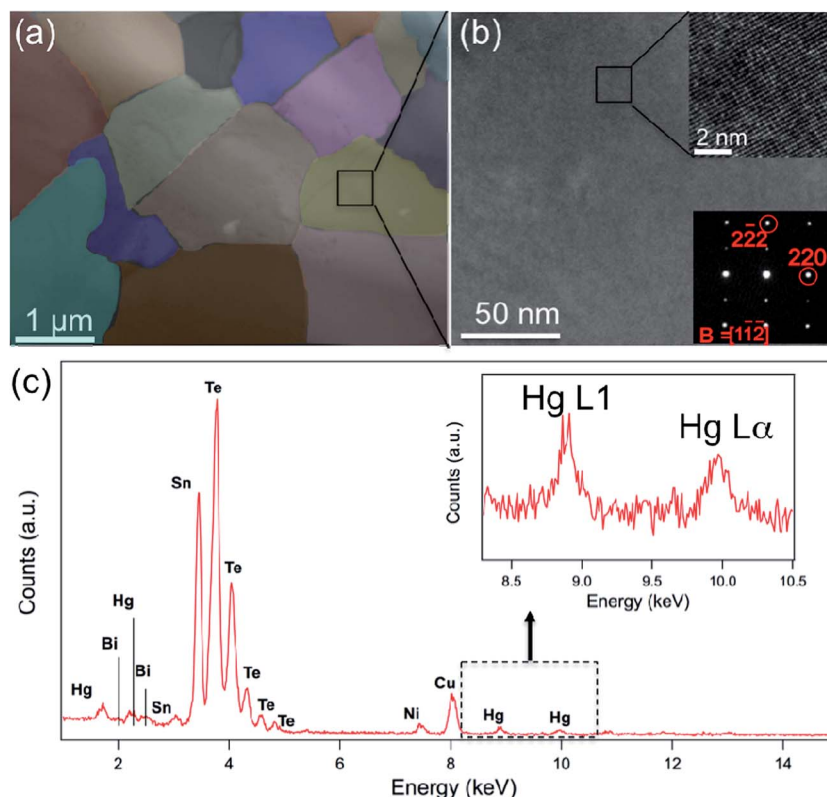 (a)
1 µm
(b)
2 nm
2-2̄2
220
B =[11̄2̄]
50 nm
(c)
Counts (a.u.)
Hg
Bi
Hg
Bi
Sn
Sn
Te
Te
Te
Te
Te
Ni
Cu
Hg
Hg
2
4
6
8
10
12
14
Energy (keV)
Hg L1
Hg Lα
Counts (a.u.)
8.5
9.0
9.5
10.0
10.5
Energy (keV)